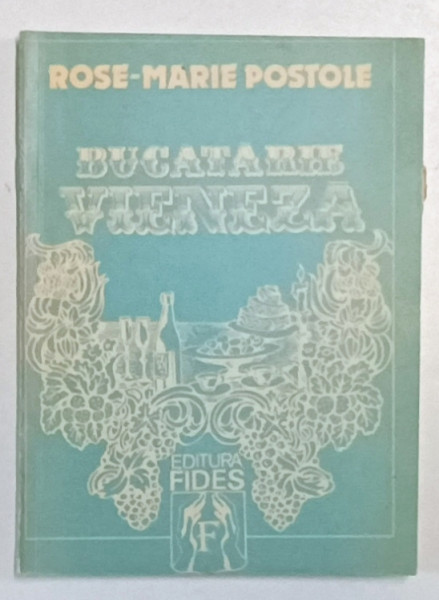 ROSE-MARIE POSTOLE
BUCATARIE
VIENEZA
EDITURA
FIDES
F